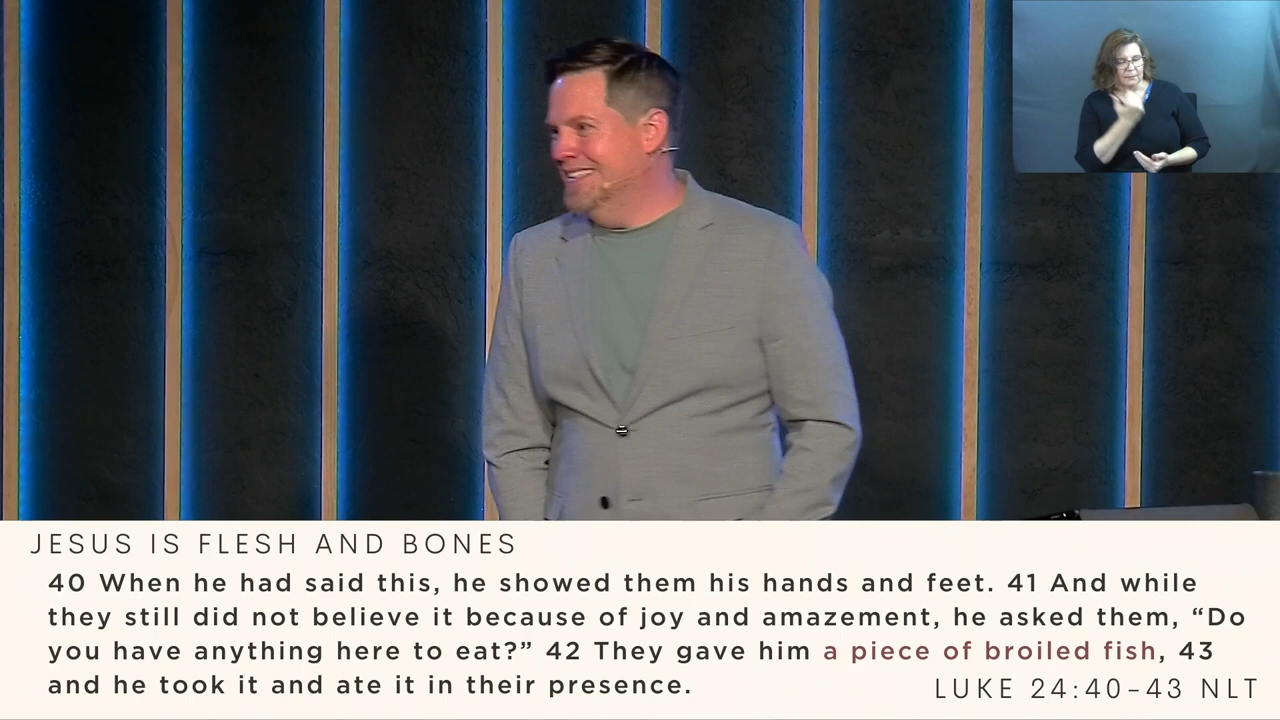 JESUS IS FLESH AND BONES
40 When he had said this, he showed them his hands and feet. 41 And while
they still did not believe it because of joy and amazement, he asked them, “Do
you have anything here to eat?” 42 They gave him a piece of broiled fish, 43
and he took it and ate it in their presence.
LUKE 24:40–43 NLT